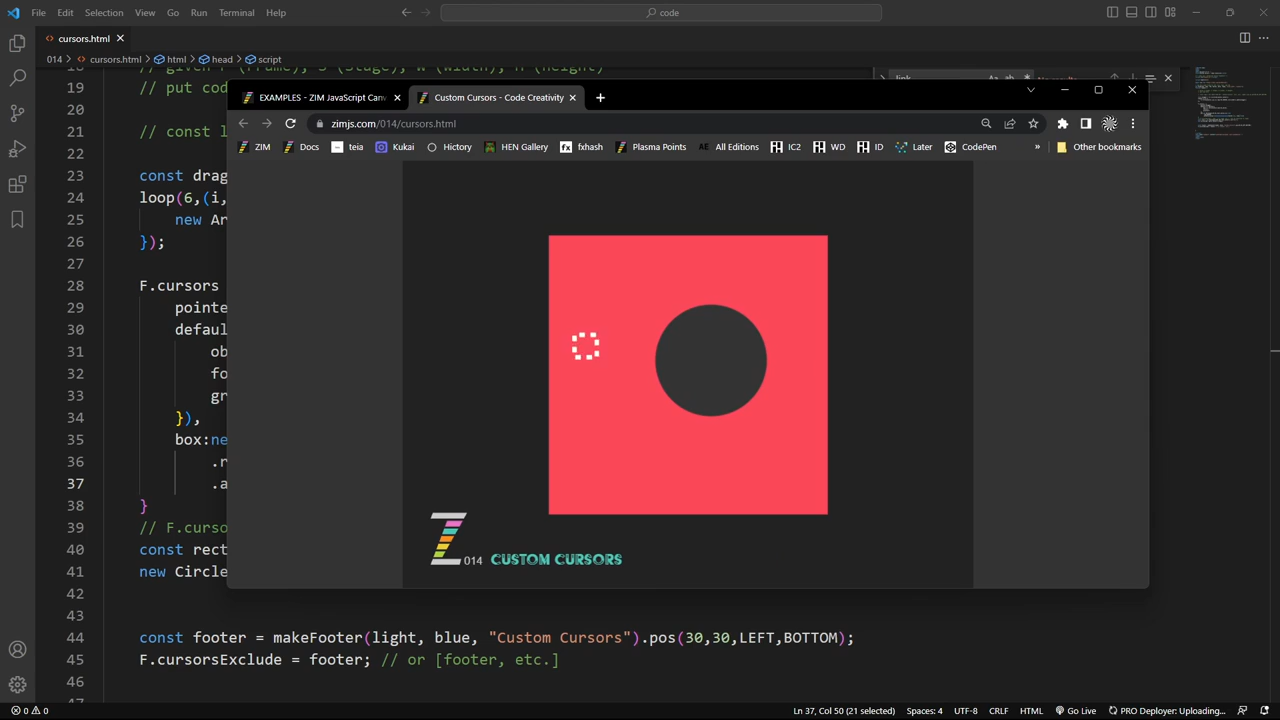 File Edit Selection View Go Run Terminal Help
code
cursors.html
014 cursors.html html head script
19 // put cod
20
21 // const l
22
23 const drag
24 loop(6,(i,
25 new Ar
26 });
27
28 F.cursors
29 pointe
30 defaul
31 ob
32 fo
33 gr
34 }),
35 box:ne
36 .r
37 .a
38 }
39 // F.curso
40 const rect
41 new Circle
42
43
44 const footer = makeFooter(light, blue, "Custom Cursors").pos(30,30,LEFT,BOTTOM);
45 F.cursorsExclude = footer; // or [footer, etc.]
46
EXAMPLES - ZIM JavaScript Canv
zimjs.com/014/cursors.html
ZIM Docs teia Kukai Hictory HEN Gallery fxhash Plasma Points AE All Editions IC2 WD ID Later CodePen » Other bookmarks
014 CUSTOM CURSORS
0 0 Ln 37, Col 50 (21 selected) Spaces: 4 UTF-8 CRLF HTML Go Live PRO Deployer: Uploading...